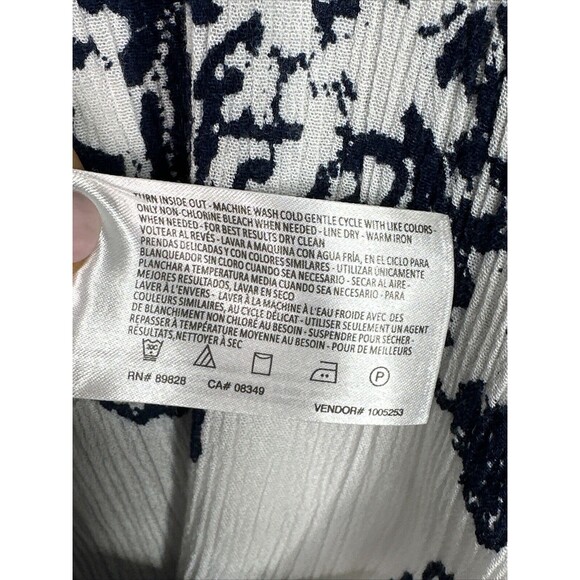 TURN INSIDE OUT - MACHINE WASH COLD GENTLE CYCLE WITH LIKE COLORS -
ONLY NON-CHLORINE BLEACH WHEN NEEDED - LINE DRY - WARM IRON
WHEN NEEDED - FOR BEST RESULTS DRY CLEAN
VOLTEAR AL REVÉS - LAVAR A MAQUINA CON AGUA FRÍA, EN EL CICLO PARA
PRENDAS DELICADAS Y CON COLORES SIMILARES - UTILIZAR ÚNICAMENTE
BLANQUEADOR SIN CLORO CUANDO SEA NECESARIO - SECAR AL AIRE -
PLANCHAR A TEMPERATURA MEDIA CUANDO SEA NECESARIO - PARA
MEJORES RESULTADOS, LAVAR EN SECO
LAVER À L'ENVERS - LAVER À LA MACHINE À L'EAU FROIDE AVEC DES
COULEURS SIMILAIRES, AU CYCLE DÉLICAT - UTILISER SEULEMENT UN AGENT
DE BLANCHIMENT NON CHLORÉ AU BESOIN - SUSPENDRE POUR SÉCHER -
REPASSER À TEMPÉRATURE MOYENNE AU BESOIN - POUR DE MEILLEURS
RÉSULTATS, NETTOYER À SEC
P
RN# 89828 CA# 08349
VENDOR# 1005253